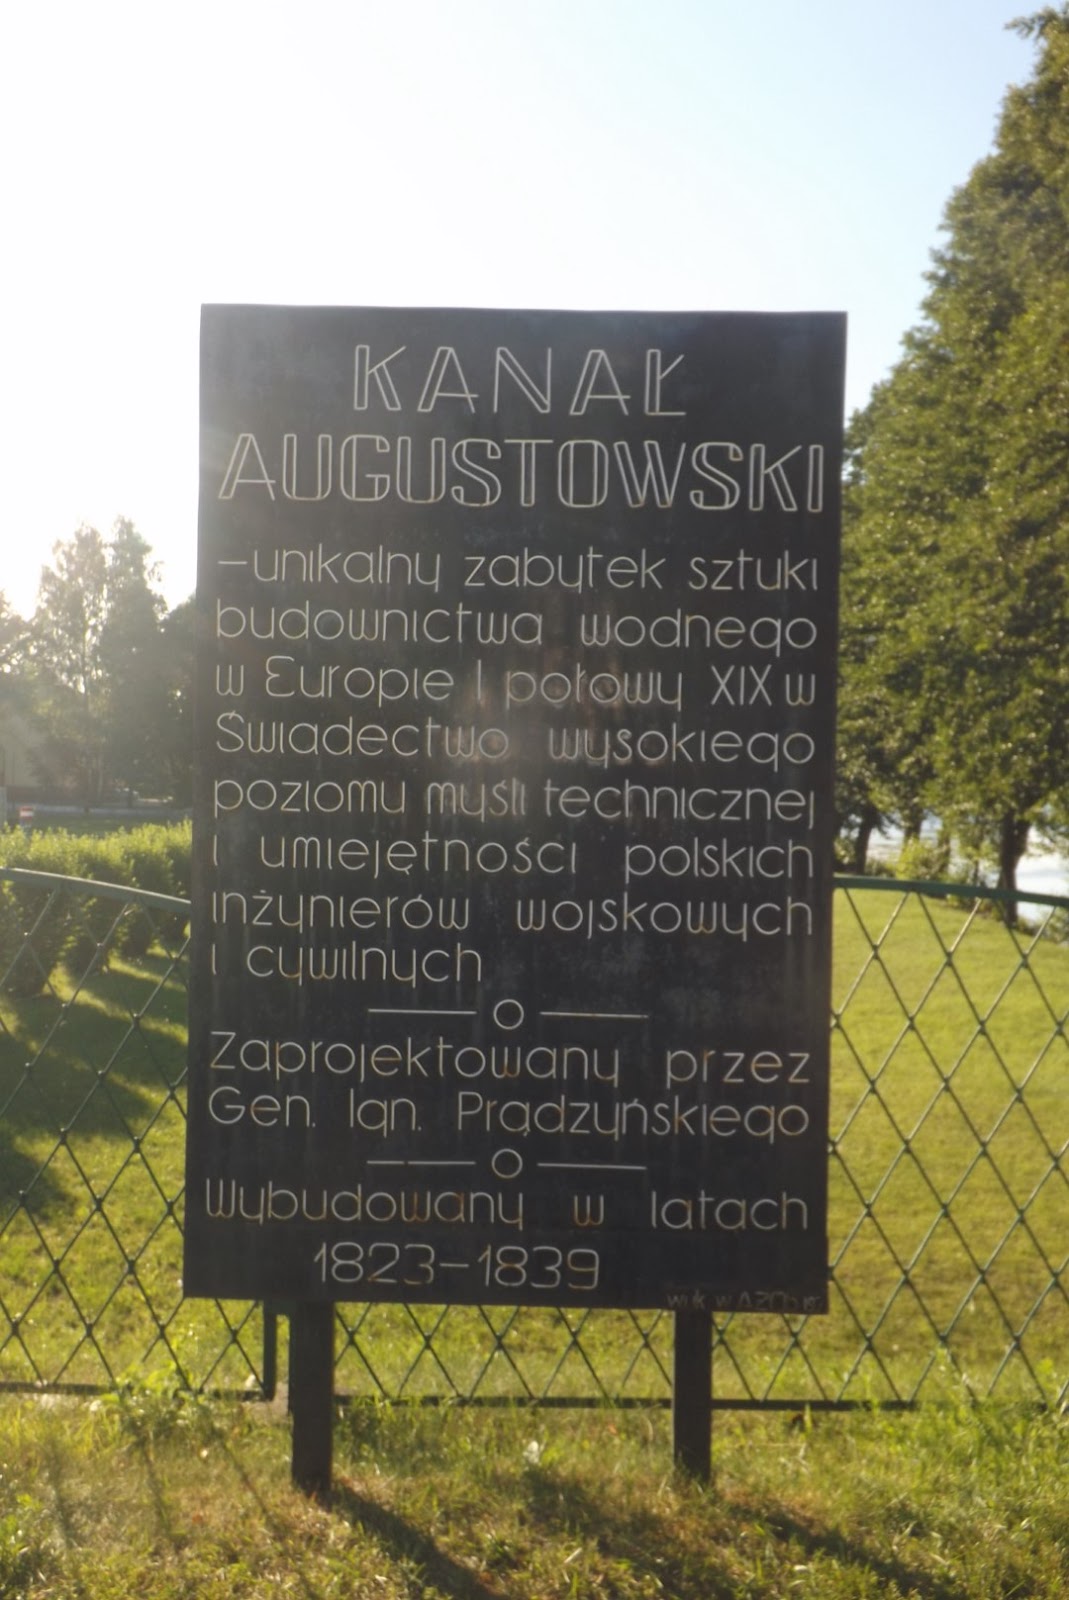 KANAŁ
AUGUSTOWSKI
–unikalny zabytek sztuki
budownictwa wodnego
w Europie I połowy XIX w
Świadectwo wysokiego
poziomu myśli technicznej
i umiejętności polskich
inżynierów wojskowych
i cywilnych
——o——
Zaprojektowany przez
Gen. Ign. Prądzyńskiego
——o——
Wybudowany w latach
1823–1839